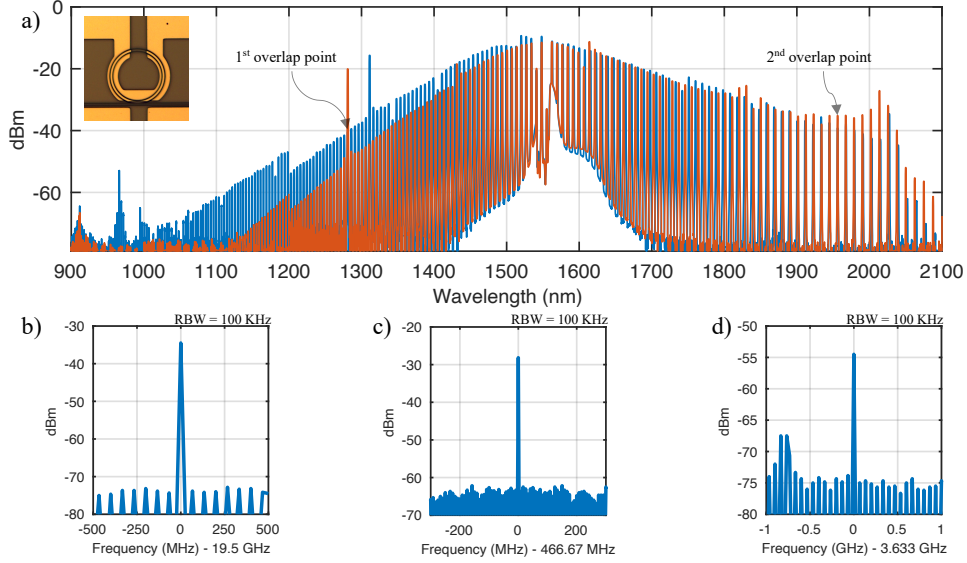 a)
0
-20
-40
-60
dBm
1st overlap point
2nd overlap point
900 1000 1100 1200 1300 1400 1500 1600 1700 1800 1900 2000 2100
Wavelength (nm)
b)
RBW = 100 KHz
-30
-40
-50
-60
-70
-80
dBm
-500 -250 0 250 500
Frequency (MHz) - 19.5 GHz
c)
RBW = 100 KHz
-20
-30
-40
-50
-60
-70
dBm
-200 0 200
Frequency (MHz) - 466.67 MHz
d)
RBW = 100 KHz
-50
-55
-60
-65
-70
-75
-80
dBm
-1 -0.5 0 0.5 1
Frequency (GHz) - 3.633 GHz